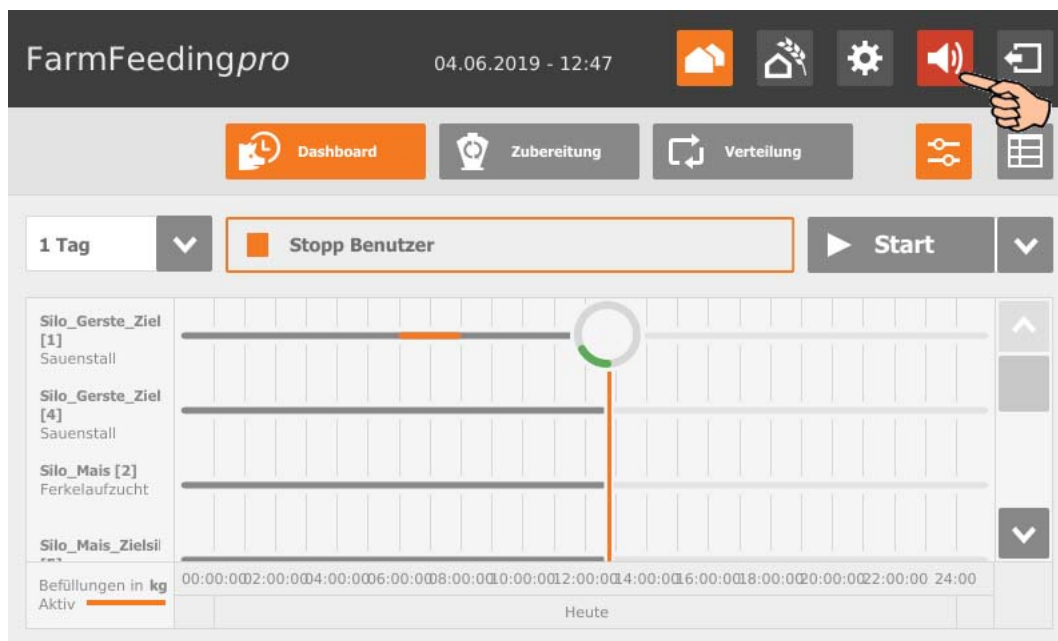 FarmFeedingpro
04.06.2019 - 12:47
Dashboard
Zubereitung
Verteilung
1 Tag
Stopp Benutzer
Start
Silo_Gerste_Ziel
[1]
Sauenstall
Silo_Gerste_Ziel
[4]
Sauenstall
Silo_Mais [2]
Ferkelaufzucht
Silo_Mais_Zielsil
Befüllungen in kg
Aktiv
00:00:00 02:00:00 04:00:00 06:00:00 08:00:00 10:00:00 12:00:00 14:00:00 16:00:00 18:00:00 20:00:00 22:00:00 24:00
Heute